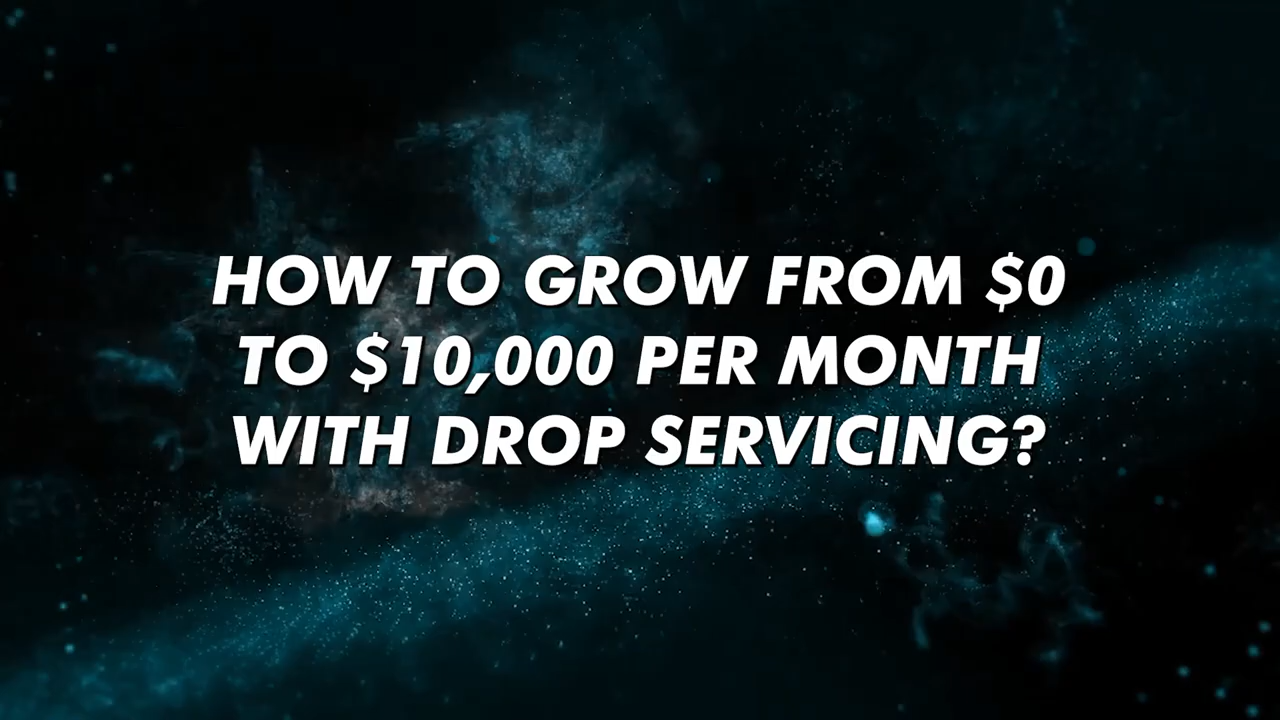 HOW TO GROW FROM $0
TO $10,000 PER MONTH
WITH DROP SERVICING?